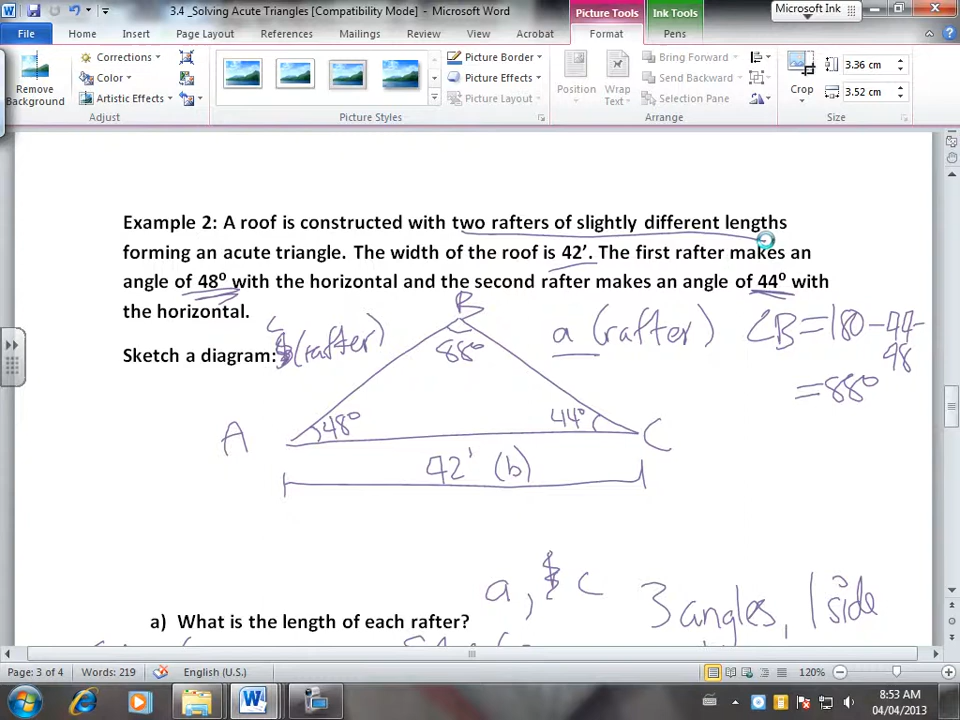 3.4 _Solving Acute Triangles [Compatibility Mode] - Microsoft Word
Picture Tools
Ink Tools
Microsoft Ink
File Home Insert Page Layout References Mailings Review View Acrobat Format Pens
Remove Background
Corrections
Color
Artistic Effects
Adjust
Picture Styles
Picture Border
Picture Effects
Picture Layout
Position
Wrap Text
Bring Forward
Send Backward
Selection Pane
Arrange
Crop
3.36 cm
3.52 cm
Size
Example 2: A roof is constructed with two rafters of slightly different lengths
forming an acute triangle. The width of the roof is 42'. The first rafter makes an
angle of 48⁰ with the horizontal and the second rafter makes an angle of 44⁰ with
the horizontal.
Sketch a diagram:
c (rafter)
B
88°
a (rafter)
∠B = 180 - 44 -
48
= 88°
A
48°
44°
C
42' (b)
a, c
3 angles, 1 side
a) What is the length of each rafter?
Page: 3 of 4
Words: 219
English (U.S.)
120%
8:53 AM
04/04/2013